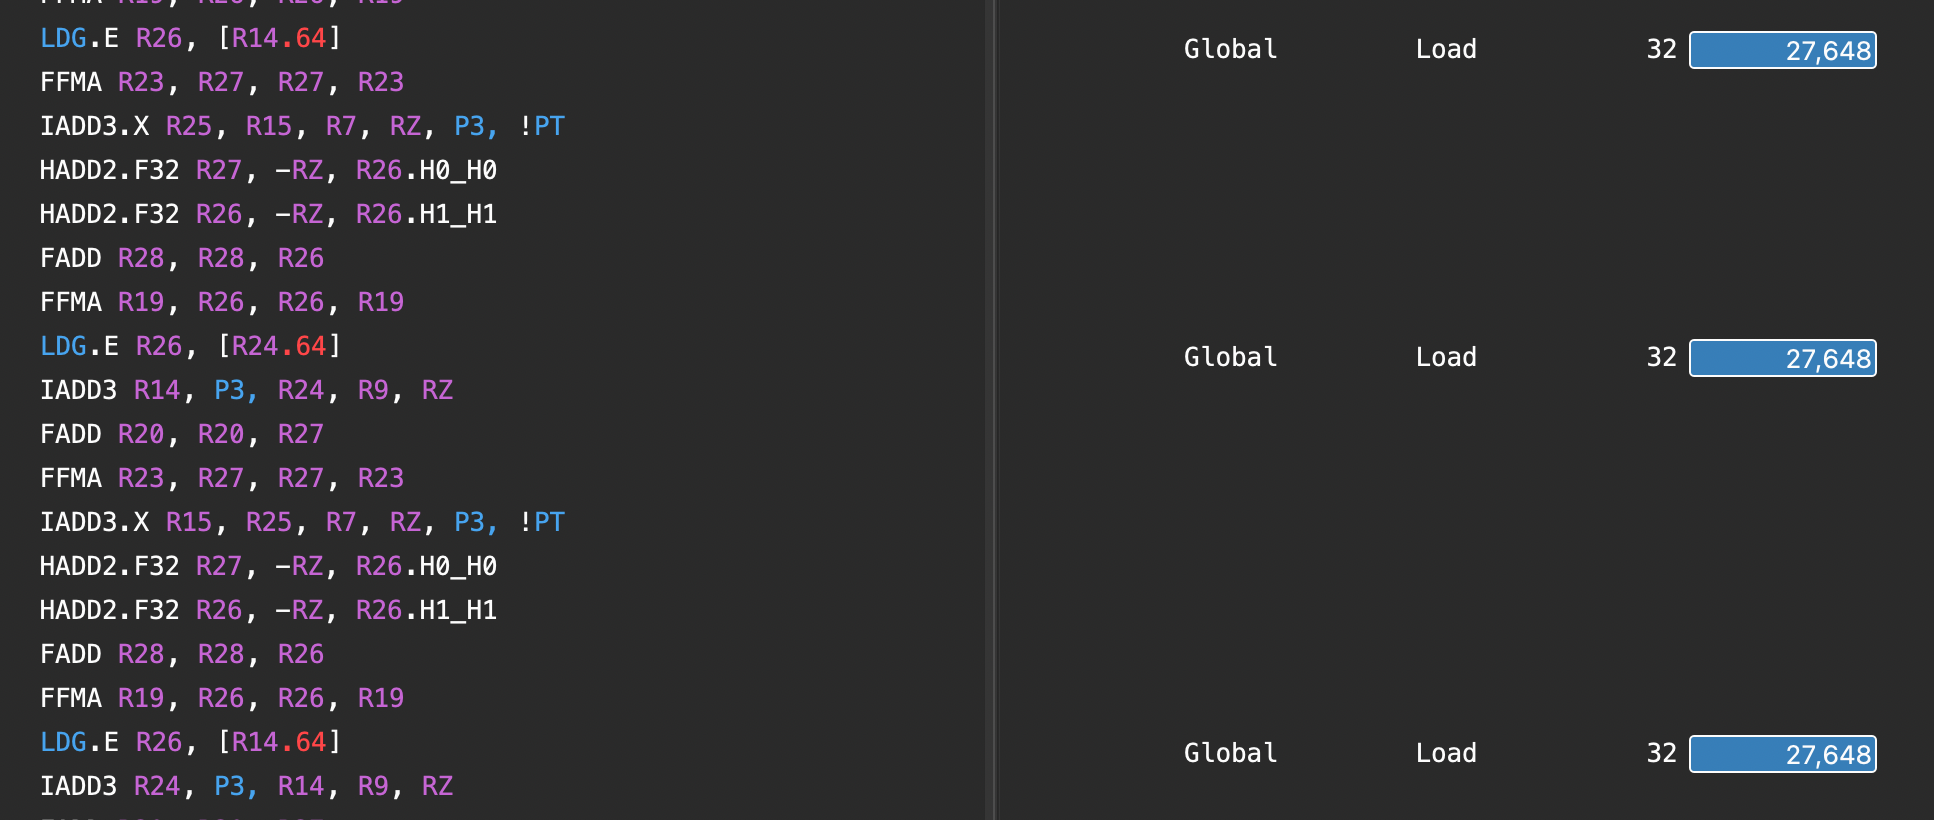 LDG.E R26, [R14.64] Global Load 32 27,648
FFMA R23, R27, R27, R23
IADD3.X R25, R15, R7, RZ, P3, !PT
HADD2.F32 R27, -RZ, R26.H0_H0
HADD2.F32 R26, -RZ, R26.H1_H1
FADD R28, R28, R26
FFMA R19, R26, R26, R19
LDG.E R26, [R24.64] Global Load 32 27,648
IADD3 R14, P3, R24, R9, RZ
FADD R20, R20, R27
FFMA R23, R27, R27, R23
IADD3.X R15, R25, R7, RZ, P3, !PT
HADD2.F32 R27, -RZ, R26.H0_H0
HADD2.F32 R26, -RZ, R26.H1_H1
FADD R28, R28, R26
FFMA R19, R26, R26, R19
LDG.E R26, [R14.64] Global Load 32 27,648
IADD3 R24, P3, R14, R9, RZ